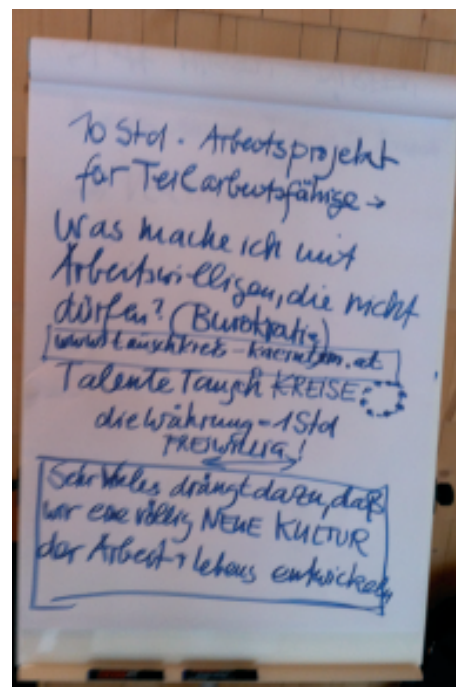 10 Std. Arbeitsprojekt
für Teilarbeitsfähige →
Was mache ich mit
Arbeitswilligen, die nicht
dürfen? (Bürokratie)
www.tauschkreis-kaernten.at
Talente Tausch KREISE
die Währung = 1 Std
FREIWILLIG!
Sehr Vieles drängt dazu, daß
wir eine völlig NEUE KULTUR
der Arbeit + Lebens entwickeln